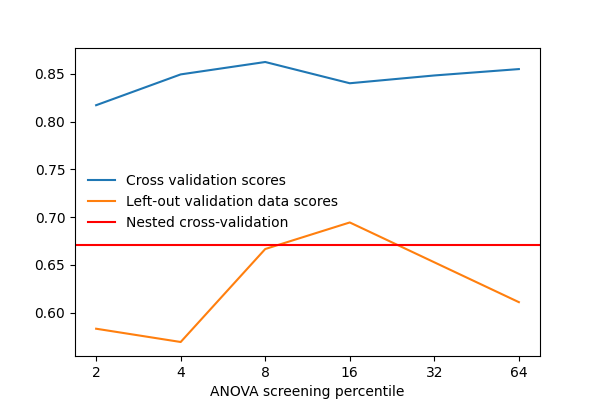 0.85
0.80
0.75
0.70
0.65
0.60
Cross validation scores
Left-out validation data scores
Nested cross-validation
2 4 8 16 32 64
ANOVA screening percentile